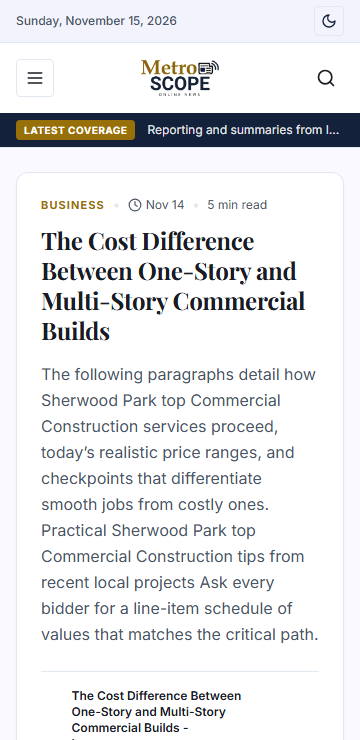 Sunday, November 15, 2026
Metro
SCOPE
ONLINE NEWS
LATEST COVERAGE
Reporting and summaries from l...
BUSINESS
Nov 14
5 min read
The Cost Difference
Between One-Story and
Multi-Story Commercial
Builds
The following paragraphs detail how
Sherwood Park top Commercial
Construction services proceed,
today’s realistic price ranges, and
checkpoints that differentiate
smooth jobs from costly ones.
Practical Sherwood Park top
Commercial Construction tips from
recent local projects Ask every
bidder for a line-item schedule of
values that matches the critical path.
The Cost Difference Between
One-Story and Multi-Story
Commercial Builds -